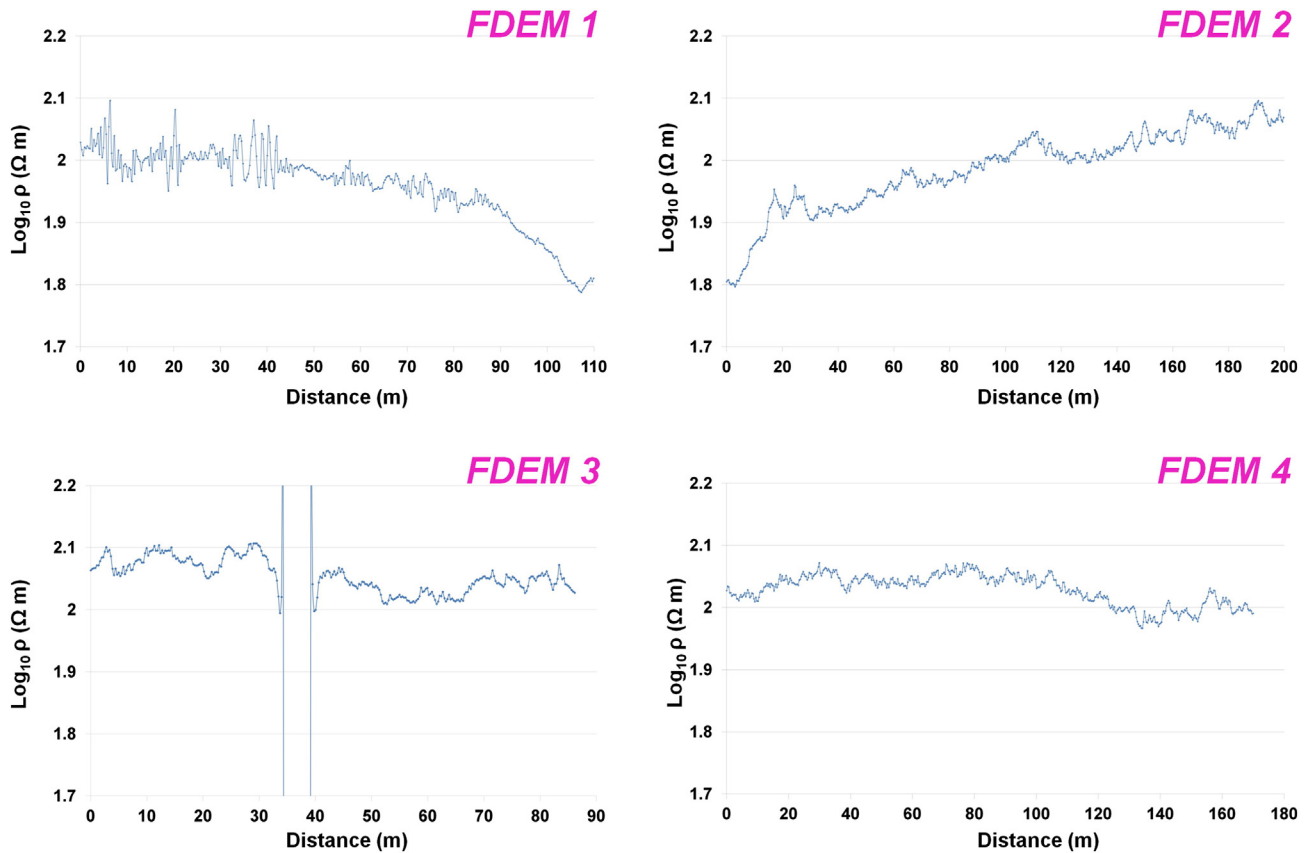 FDEM 1
2.2
2.1
2
1.9
1.8
1.7
Log10 ρ (Ω m)
0 10 20 30 40 50 60 70 80 90 100 110
Distance (m)
FDEM 2
2.2
2.1
2
1.9
1.8
1.7
Log10 ρ (Ω m)
0 20 40 60 80 100 120 140 160 180 200
Distance (m)
FDEM 3
2.2
2.1
2
1.9
1.8
1.7
Log10 ρ (Ω m)
0 10 20 30 40 50 60 70 80 90
Distance (m)
FDEM 4
2.2
2.1
2
1.9
1.8
1.7
Log10 ρ (Ω m)
0 20 40 60 80 100 120 140 160 180
Distance (m)